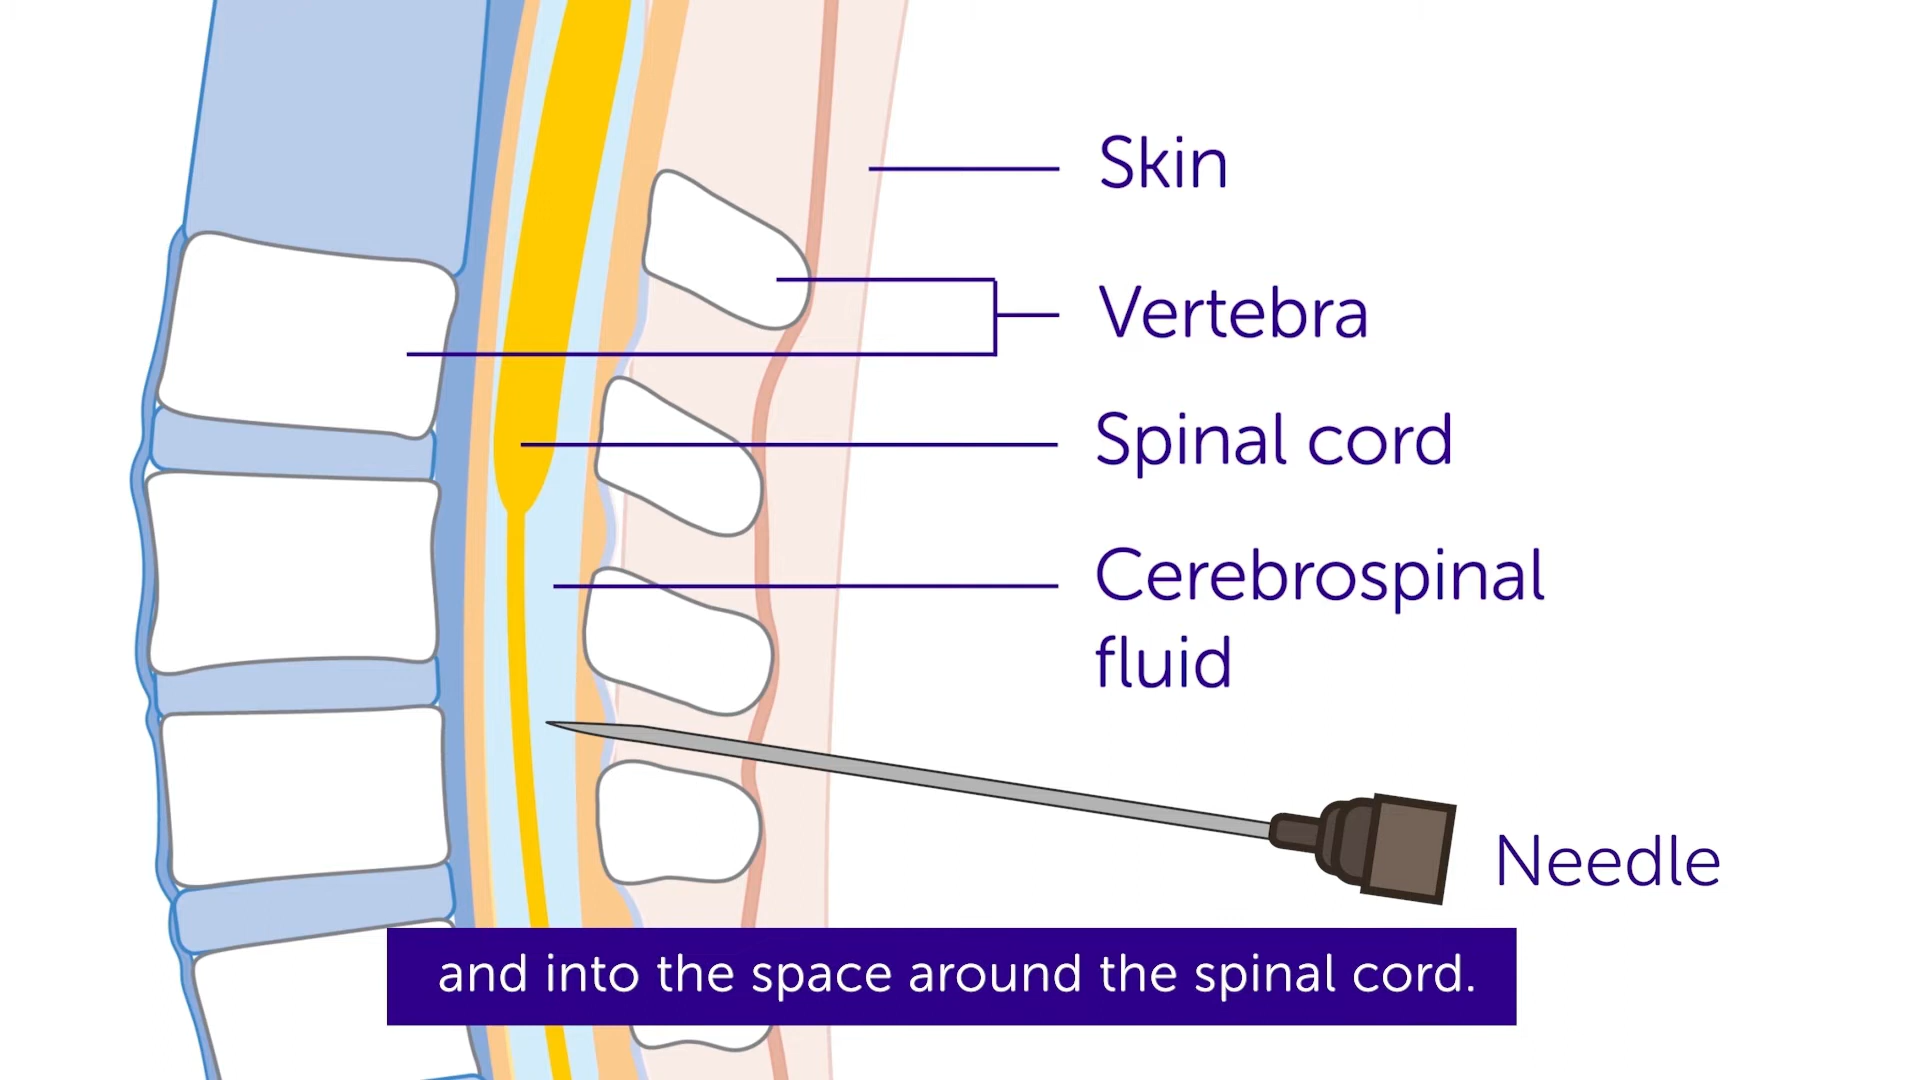 Skin
Vertebra
Spinal cord
Cerebrospinal
fluid
Needle
and into the space around the spinal cord.